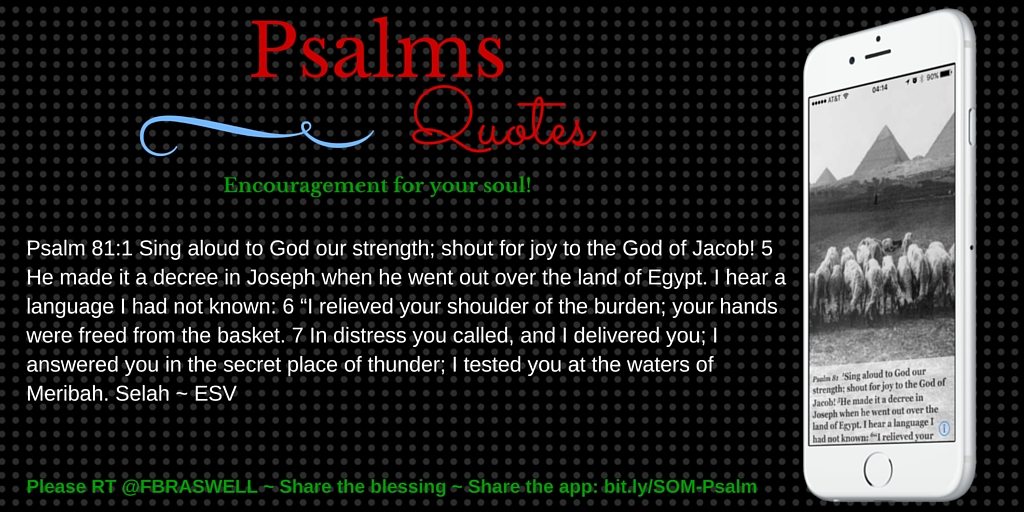 Psalms
Quotes
Encouragement for your soul!
Psalm 81:1 Sing aloud to God our strength; shout for joy to the God of Jacob! 5
He made it a decree in Joseph when he went out over the land of Egypt. I hear a
language I had not known: 6 “I relieved your shoulder of the burden; your hands
were freed from the basket. 7 In distress you called, and I delivered you; I
answered you in the secret place of thunder; I tested you at the waters of
Meribah. Selah ~ ESV
Please RT @FBRASWELL ~ Share the blessing ~ Share the app: bit.ly/SOM-Psalm
AT&T 04:14 90%
Psalm 81 ¹Sing aloud to God our
strength; shout for joy to the God of
Jacob! ⁵He made it a decree in
Joseph when he went out over the
land of Egypt. I hear a language I
had not known: ⁶“I relieved your